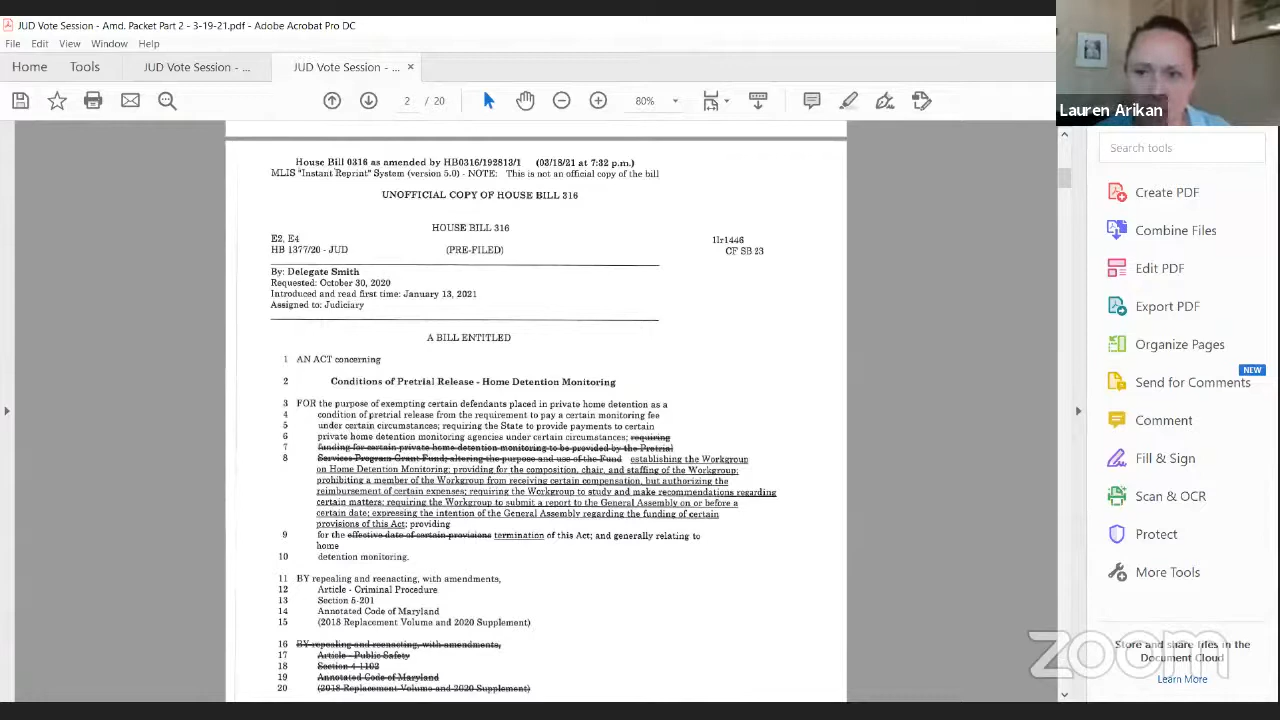 JUD Vote Session - Amd. Packet Part 2 - 3-19-21.pdf - Adobe Acrobat Pro DC
File Edit View Window Help
Home Tools JUD Vote Session - ... JUD Vote Session - ... ×
2 / 20 80%
Lauren Arikan
Search tools
Create PDF
Combine Files
Edit PDF
Export PDF
Organize Pages
NEW
Send for Comments
Comment
Fill & Sign
Scan & OCR
Protect
More Tools
Store and share files in the
Document Cloud
Learn More
zoom
House Bill 0316 as amended by HB0316/192813/1 (03/18/21 at 7:32 p.m.)
MLIS "Instant Reprint" System (version 5.0) - NOTE: This is not an official copy of the bill
UNOFFICIAL COPY OF HOUSE BILL 316
HOUSE BILL 316
E2, E4 1lr1446
HB 1377/20 - JUD (PRE-FILED) CF SB 23
By: Delegate Smith
Requested: October 30, 2020
Introduced and read first time: January 13, 2021
Assigned to: Judiciary
A BILL ENTITLED
1 AN ACT concerning
2 Conditions of Pretrial Release - Home Detention Monitoring
3 FOR the purpose of exempting certain defendants placed in private home detention as a
4 condition of pretrial release from the requirement to pay a certain monitoring fee
5 under certain circumstances; requiring the State to provide payments to certain
6 private home detention monitoring agencies under certain circumstances; requiring
7 funding for certain private home detention monitoring to be provided by the Pretrial
8 Services Program Grant Fund; altering the purpose and use of the Fund establishing the Workgroup
on Home Detention Monitoring; providing for the composition, chair, and staffing of the Workgroup;
prohibiting a member of the Workgroup from receiving certain compensation, but authorizing the
reimbursement of certain expenses; requiring the Workgroup to study and make recommendations regarding
certain matters; requiring the Workgroup to submit a report to the General Assembly on or before a
certain date; expressing the intention of the General Assembly regarding the funding of certain
provisions of this Act; providing
9 for the effective date of certain provisions termination of this Act; and generally relating to
home
10 detention monitoring.
11 BY repealing and reenacting, with amendments,
12 Article - Criminal Procedure
13 Section 5-201
14 Annotated Code of Maryland
15 (2018 Replacement Volume and 2020 Supplement)
16 BY repealing and reenacting, with amendments,
17 Article - Public Safety
18 Section 4-1102
19 Annotated Code of Maryland
20 (2018 Replacement Volume and 2020 Supplement)